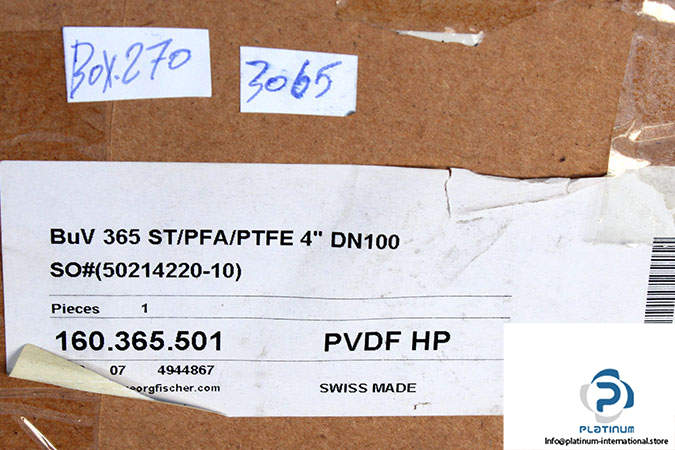 Box.270
3065
BuV 365 ST/PFA/PTFE 4" DN100
SO#(50214220-10)
Pieces 1
160.365.501 PVDF HP
07 4944867
eorgfischer.com SWISS MADE
PLATINUM
Info@platinum-international.store